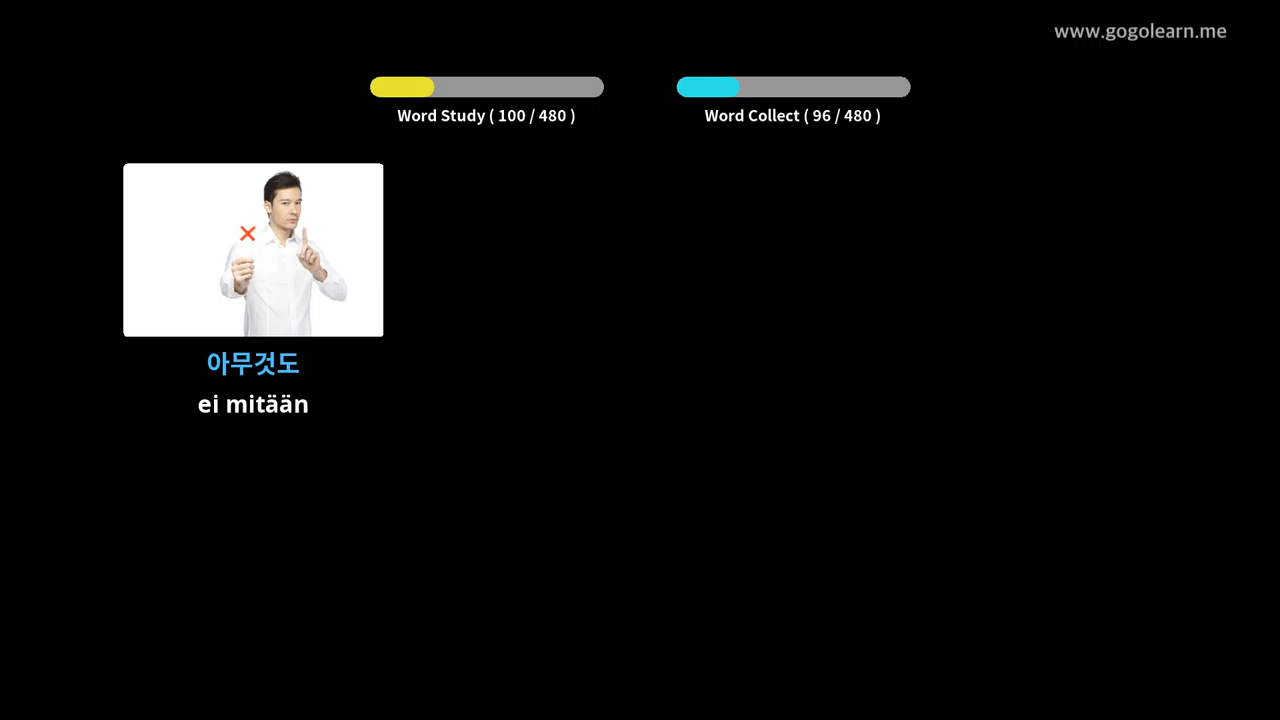 www.gogolearn.me
Word Study ( 100 / 480 )
Word Collect ( 96 / 480 )
아무것도
ei mitään